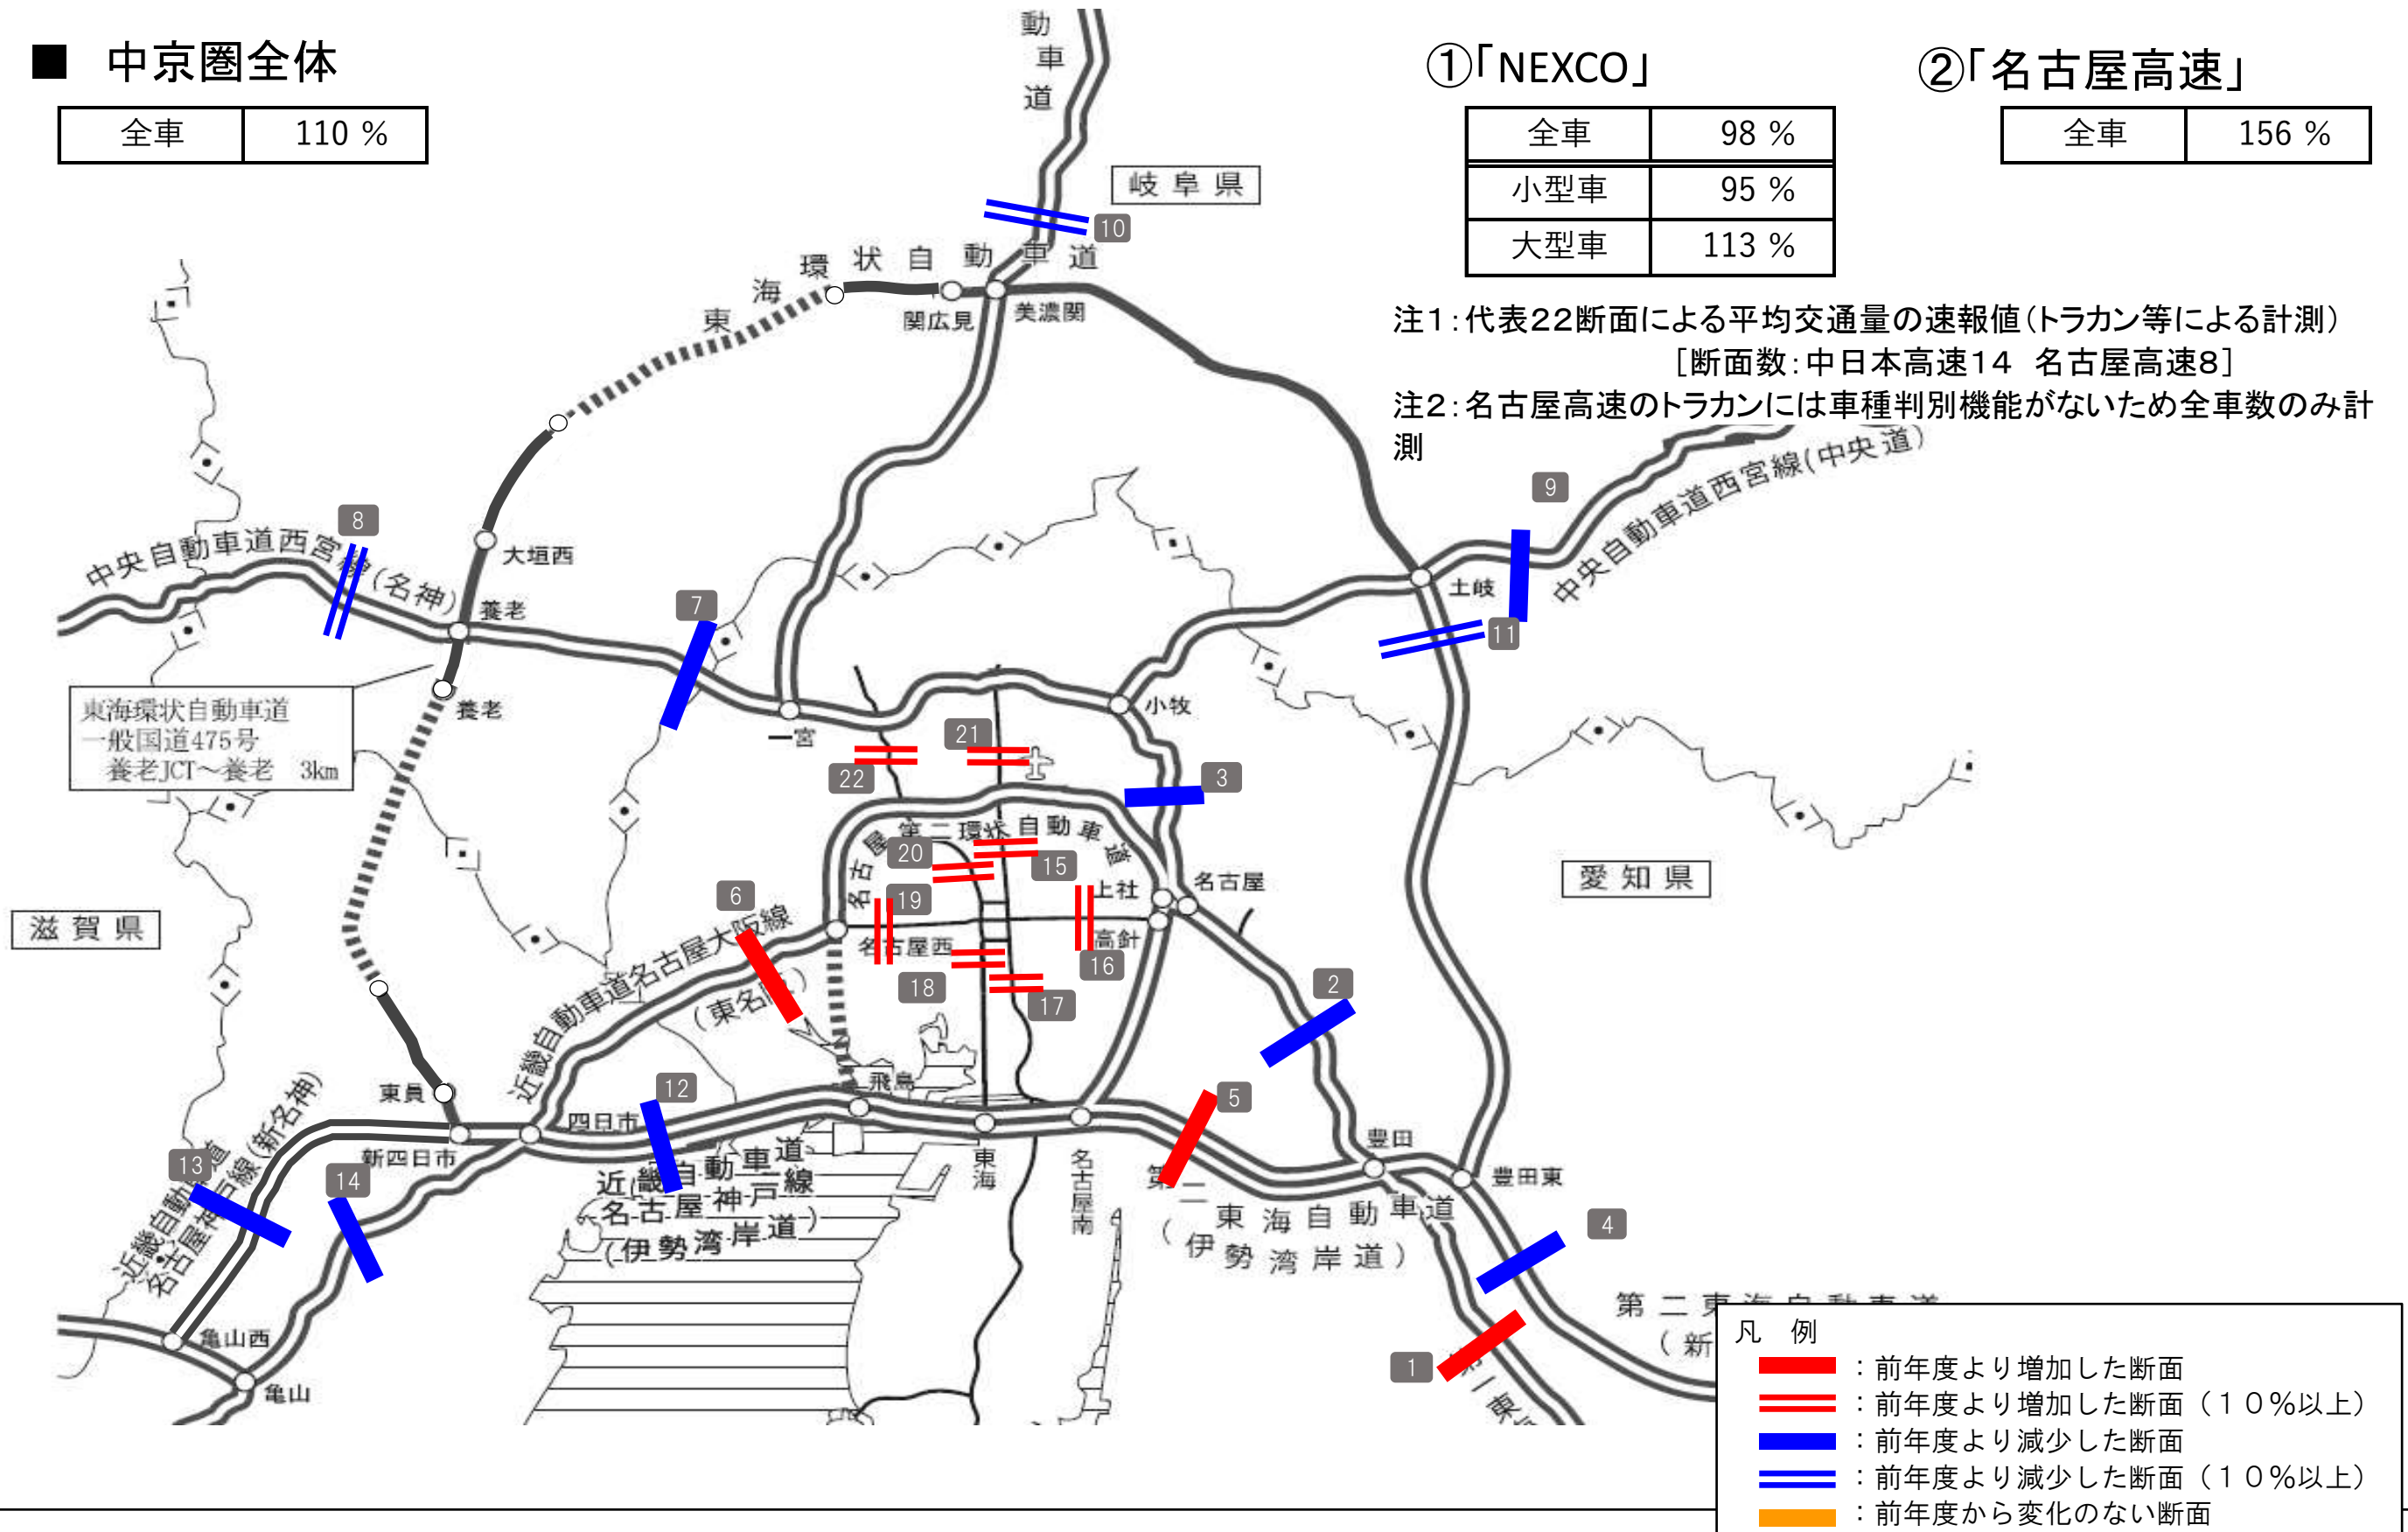 ■ 中京圏全体
全車 110 %
①「NEXCO」
全車 98 %
小型車 95 %
大型車 113 %
②「名古屋高速」
全車 156 %
注1:代表22断面による平均交通量の速報値(トラカン等による計測)
[断面数:中日本高速14 名古屋高速8]
注2:名古屋高速のトラカンには車種判別機能がないため全車数のみ計
測
動車道
岐阜県
10
東海環状自動車道
関広見
美濃関
9
中央自動車道西宮線(中央道)
8
中央自動車道西宮線(名神)
大垣西
養老
7
土岐
11
養老
東海環状自動車道
一般国道475号
養老JCT~養老 3km
一宮
小牧
21
22
3
名古屋第二環状自動車道
20
15
上社
名古屋
愛知県
滋賀県
6
19
名古屋西
高針
16
近畿自動車道名古屋大阪線
18
17
2
飛島
東員
12
5
四日市
新四日市
近畿自動車道
名古屋神戸線
(伊勢湾岸道)
東海
名古屋南
豊田
豊田東
13
14
第二東海自動車道
(伊勢湾岸道)
4
亀山西
亀山
1
凡 例
:前年度より増加した断面
:前年度より増加した断面(10%以上)
:前年度より減少した断面
:前年度より減少した断面(10%以上)
:前年度から変化のない断面